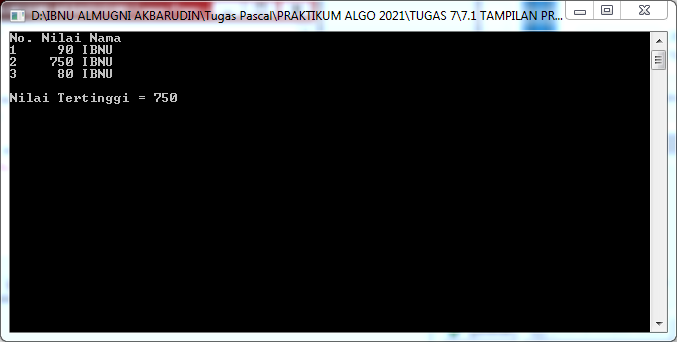 D:\IBNU ALMUGNI AKBARUDIN\Tugas Pascal\PRAKTIKUM ALGO 2021\TUGAS 7\7.1 TAMPILAN PR...
No. Nilai Nama
1     90 IBNU
2    750 IBNU
3     80 IBNU
Nilai Tertinggi = 750